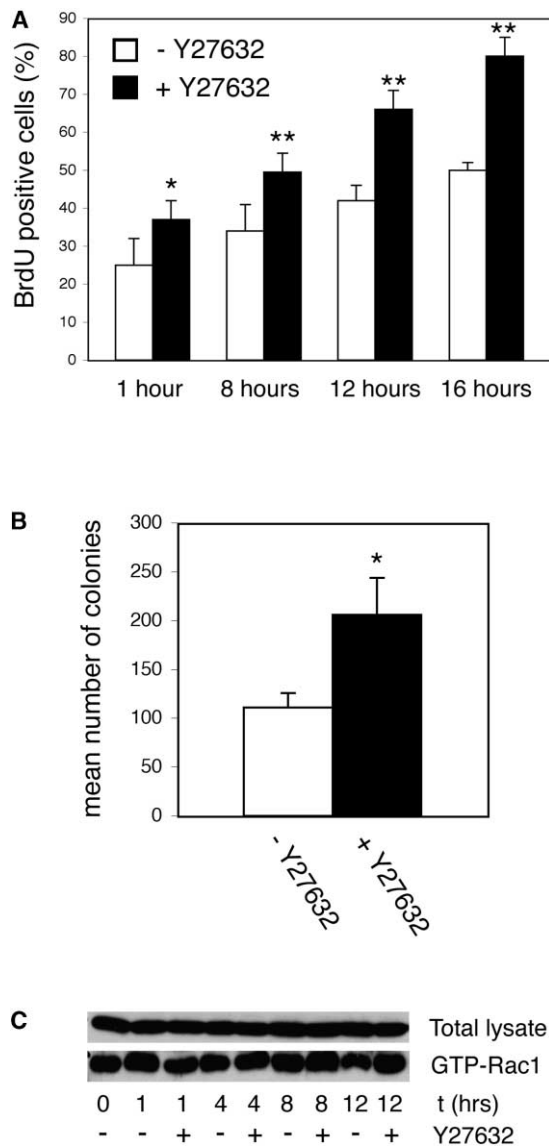 A
90
80
70
60
50
40
30
20
10
0
BrdU positive cells (%)
- Y27632
+ Y27632
* ** ** **
1 hour 8 hours 12 hours 16 hours
B
300
250
200
150
100
50
0
mean number of colonies
*
- Y27632
+ Y27632
C
Total lysate
GTP-Rac1
0 1 1 4 4 8 8 12 12 t (hrs)
- - + - + - + - + Y27632